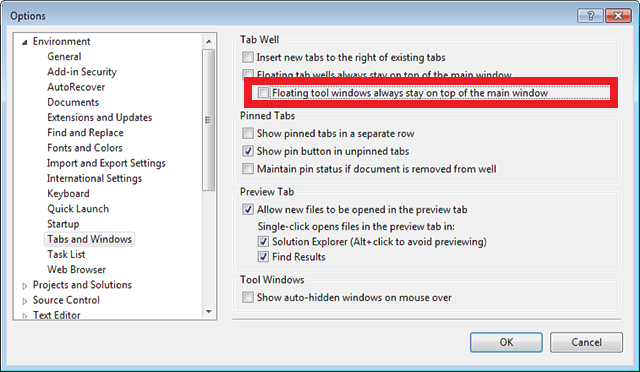 Options
Environment
General
Add-in Security
AutoRecover
Documents
Extensions and Updates
Find and Replace
Fonts and Colors
Import and Export Settings
International Settings
Keyboard
Quick Launch
Startup
Tabs and Windows
Task List
Web Browser
Projects and Solutions
Source Control
Text Editor
Tab Well
Insert new tabs to the right of existing tabs
Floating tab wells always stay on top of the main window
Floating tool windows always stay on top of the main window
Pinned Tabs
Show pinned tabs in a separate row
Show pin button in unpinned tabs
Maintain pin status if document is removed from well
Preview Tab
Allow new files to be opened in the preview tab
Single-click opens files in the preview tab in:
Solution Explorer (Alt+click to avoid previewing)
Find Results
Tool Windows
Show auto-hidden windows on mouse over
OK
Cancel